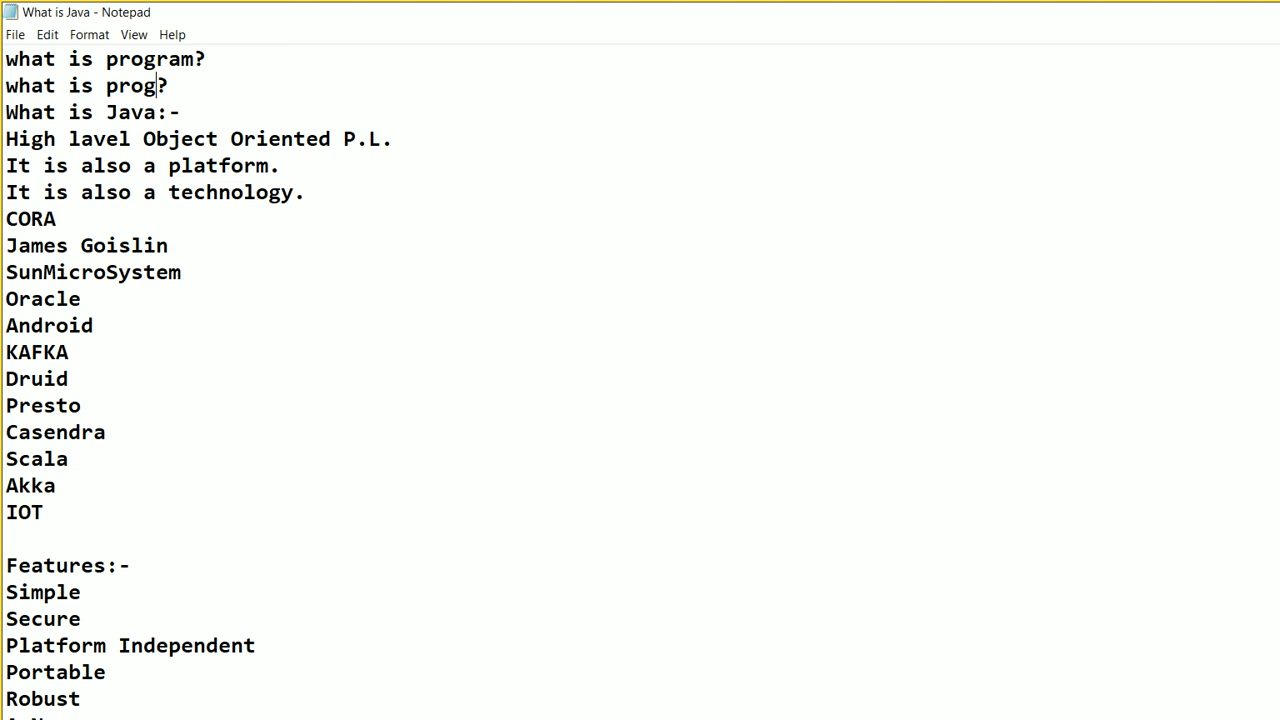 What is Java - Notepad
File Edit Format View Help
what is program?
what is prog?
What is Java:-
High lavel Object Oriented P.L.
It is also a platform.
It is also a technology.
CORA
James Goislin
SunMicroSystem
Oracle
Android
KAFKA
Druid
Presto
Casendra
Scala
Akka
IOT
Features:-
Simple
Secure
Platform Independent
Portable
Robust